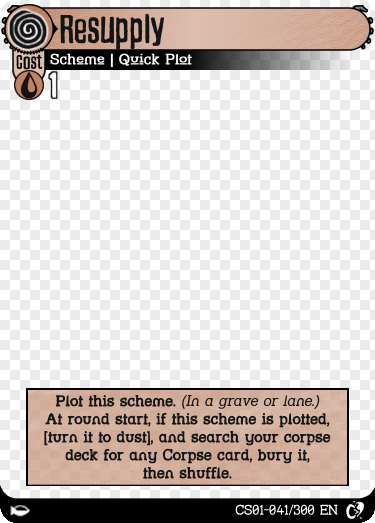 Resupply
Cost
Scheme | Quick Plot
1
Plot this scheme. (In a grave or lane.)
At round start, if this scheme is plotted,
[turn it to dust], and search your corpse
deck for any Corpse card, bury it,
then shuffle.
CS01-041/300 EN